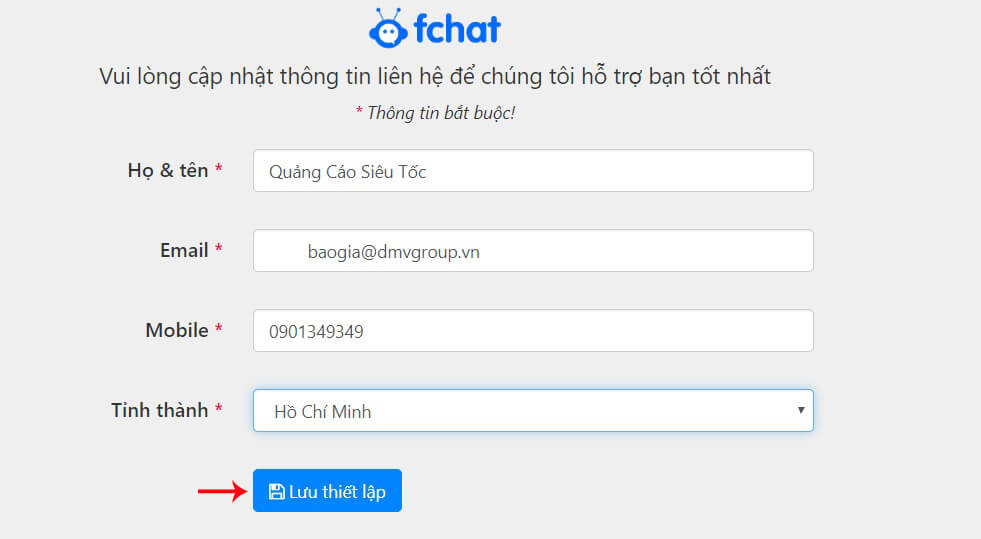 fchat
Vui lòng cập nhật thông tin liên hệ để chúng tôi hỗ trợ bạn tốt nhất
* Thông tin bắt buộc!
Họ & tên * Quảng Cáo Siêu Tốc
Email * baogia@dmvgroup.vn
Mobile * 0901349349
Tỉnh thành * Hồ Chí Minh
Lưu thiết lập